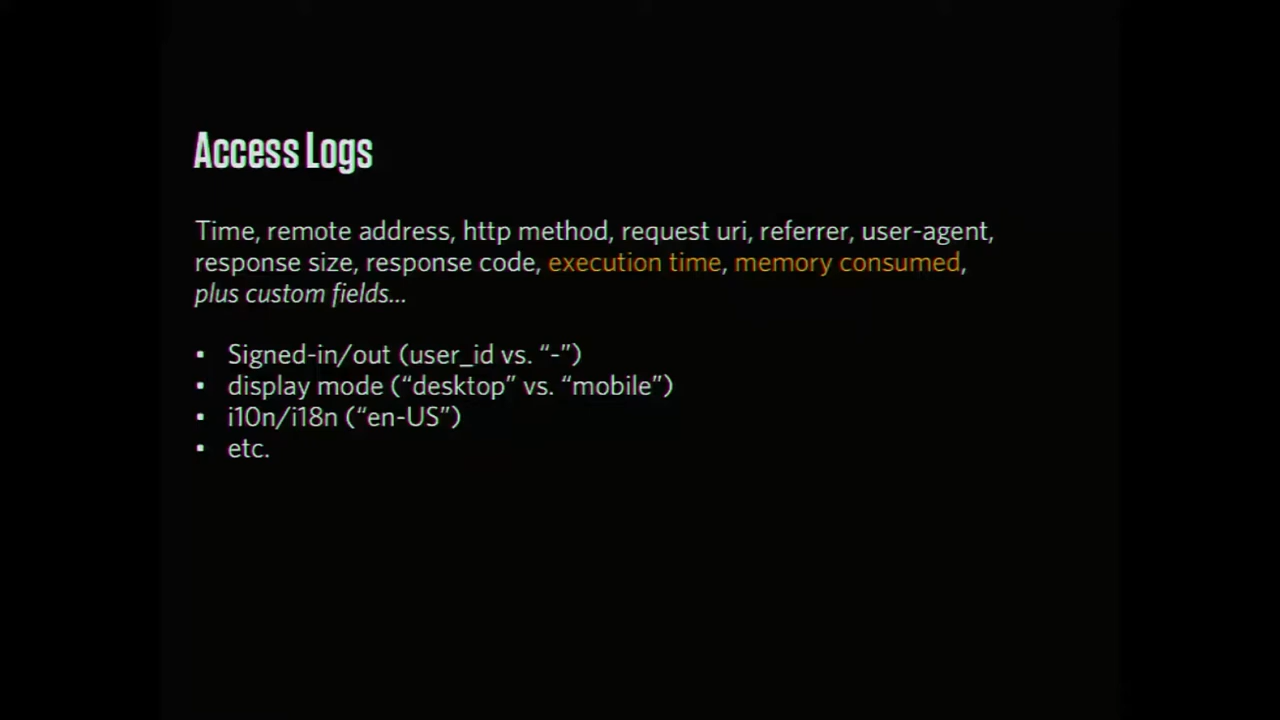 Access Logs
Time, remote address, http method, request uri, referrer, user-agent,
response size, response code, execution time, memory consumed,
plus custom fields...
▪ Signed-in/out (user_id vs. “-”)
▪ display mode (“desktop” vs. “mobile”)
▪ i10n/i18n (“en-US”)
▪ etc.